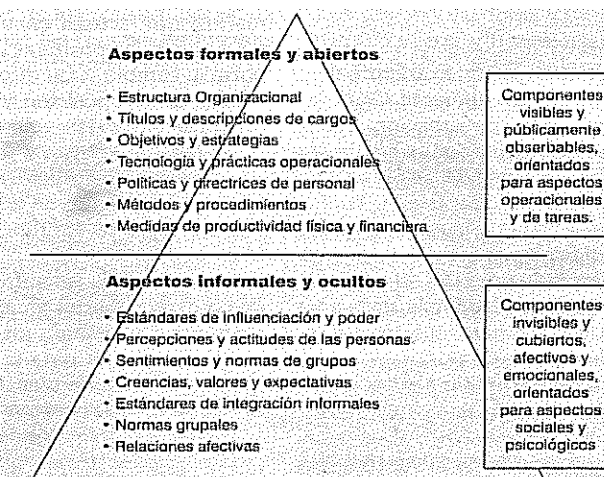 Aspectos formales y abiertos
• Estructura Organizacional
• Títulos y descripciones de cargos
• Objetivos y estrategias
• Tecnología y prácticas operacionales
• Políticas y directrices de personal
• Métodos y procedimientos
• Medidas de productividad física y financiera
Componentes
visibles y
públicamente
obserbables,
orientados
para aspectos
operacionales
y de tareas.
Aspectos informales y ocultos
• Estándares de influenciación y poder
• Percepciones y actitudes de las personas
• Sentimientos y normas de grupos
• Creencias, valores y expectativas
• Estándares de integración informales
• Normas grupales
• Relaciones afectivas
Componentes
invisibles y
cubiertos,
afectivos y
emocionales,
orientados
para aspectos
sociales y
psicológicos